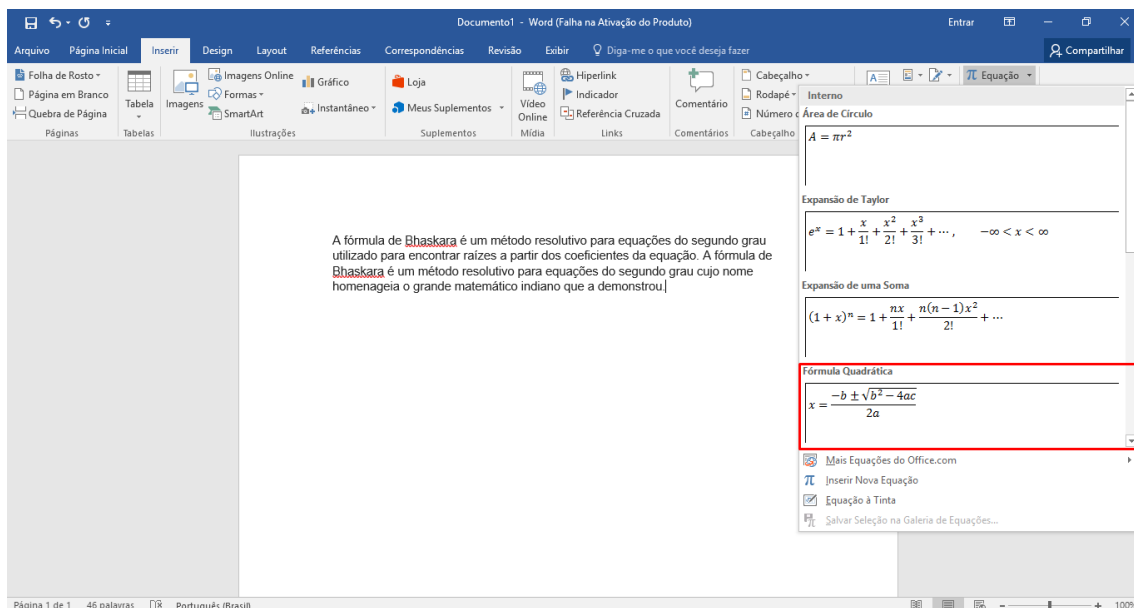 Documento1 - Word (Falha na Ativação do Produto)
Entrar
Arquivo Página Inicial Inserir Design Layout Referências Correspondências Revisão Exibir Diga-me o que você deseja fazer Compartilhar
Folha de Rosto
Página em Branco
Quebra de Página
Páginas
Tabela
Tabelas
Imagens
Imagens Online
Formas
SmartArt
Gráfico
Instantâneo
Ilustrações
Loja
Meus Suplementos
Suplementos
Vídeo
Online
Mídia
Hiperlink
Indicador
Referência Cruzada
Links
Comentário
Comentários
Cabeçalho
Rodapé
Número
Cabeçalho
A
π Equação
Interno
Área de Círculo
A = πr²
Expansão de Taylor
eˣ = 1 + x/1! + x²/2! + x³/3! + ⋯, −∞ < x < ∞
Expansão de uma Soma
(1 + x)ⁿ = 1 + nx/1! + n(n − 1)x²/2! + ⋯
Fórmula Quadrática
x = (−b ± √(b² − 4ac))/2a
Mais Equações do Office.com
π Inserir Nova Equação
Equação à Tinta
Salvar Seleção na Galeria de Equações...
A fórmula de Bhaskara é um método resolutivo para equações do segundo grau
utilizado para encontrar raízes a partir dos coeficientes da equação. A fórmula de
Bhaskara é um método resolutivo para equações do segundo grau cujo nome
homenageia o grande matemático indiano que a demonstrou.
Página 1 de 1 46 palavras Português (Brasil) 100%